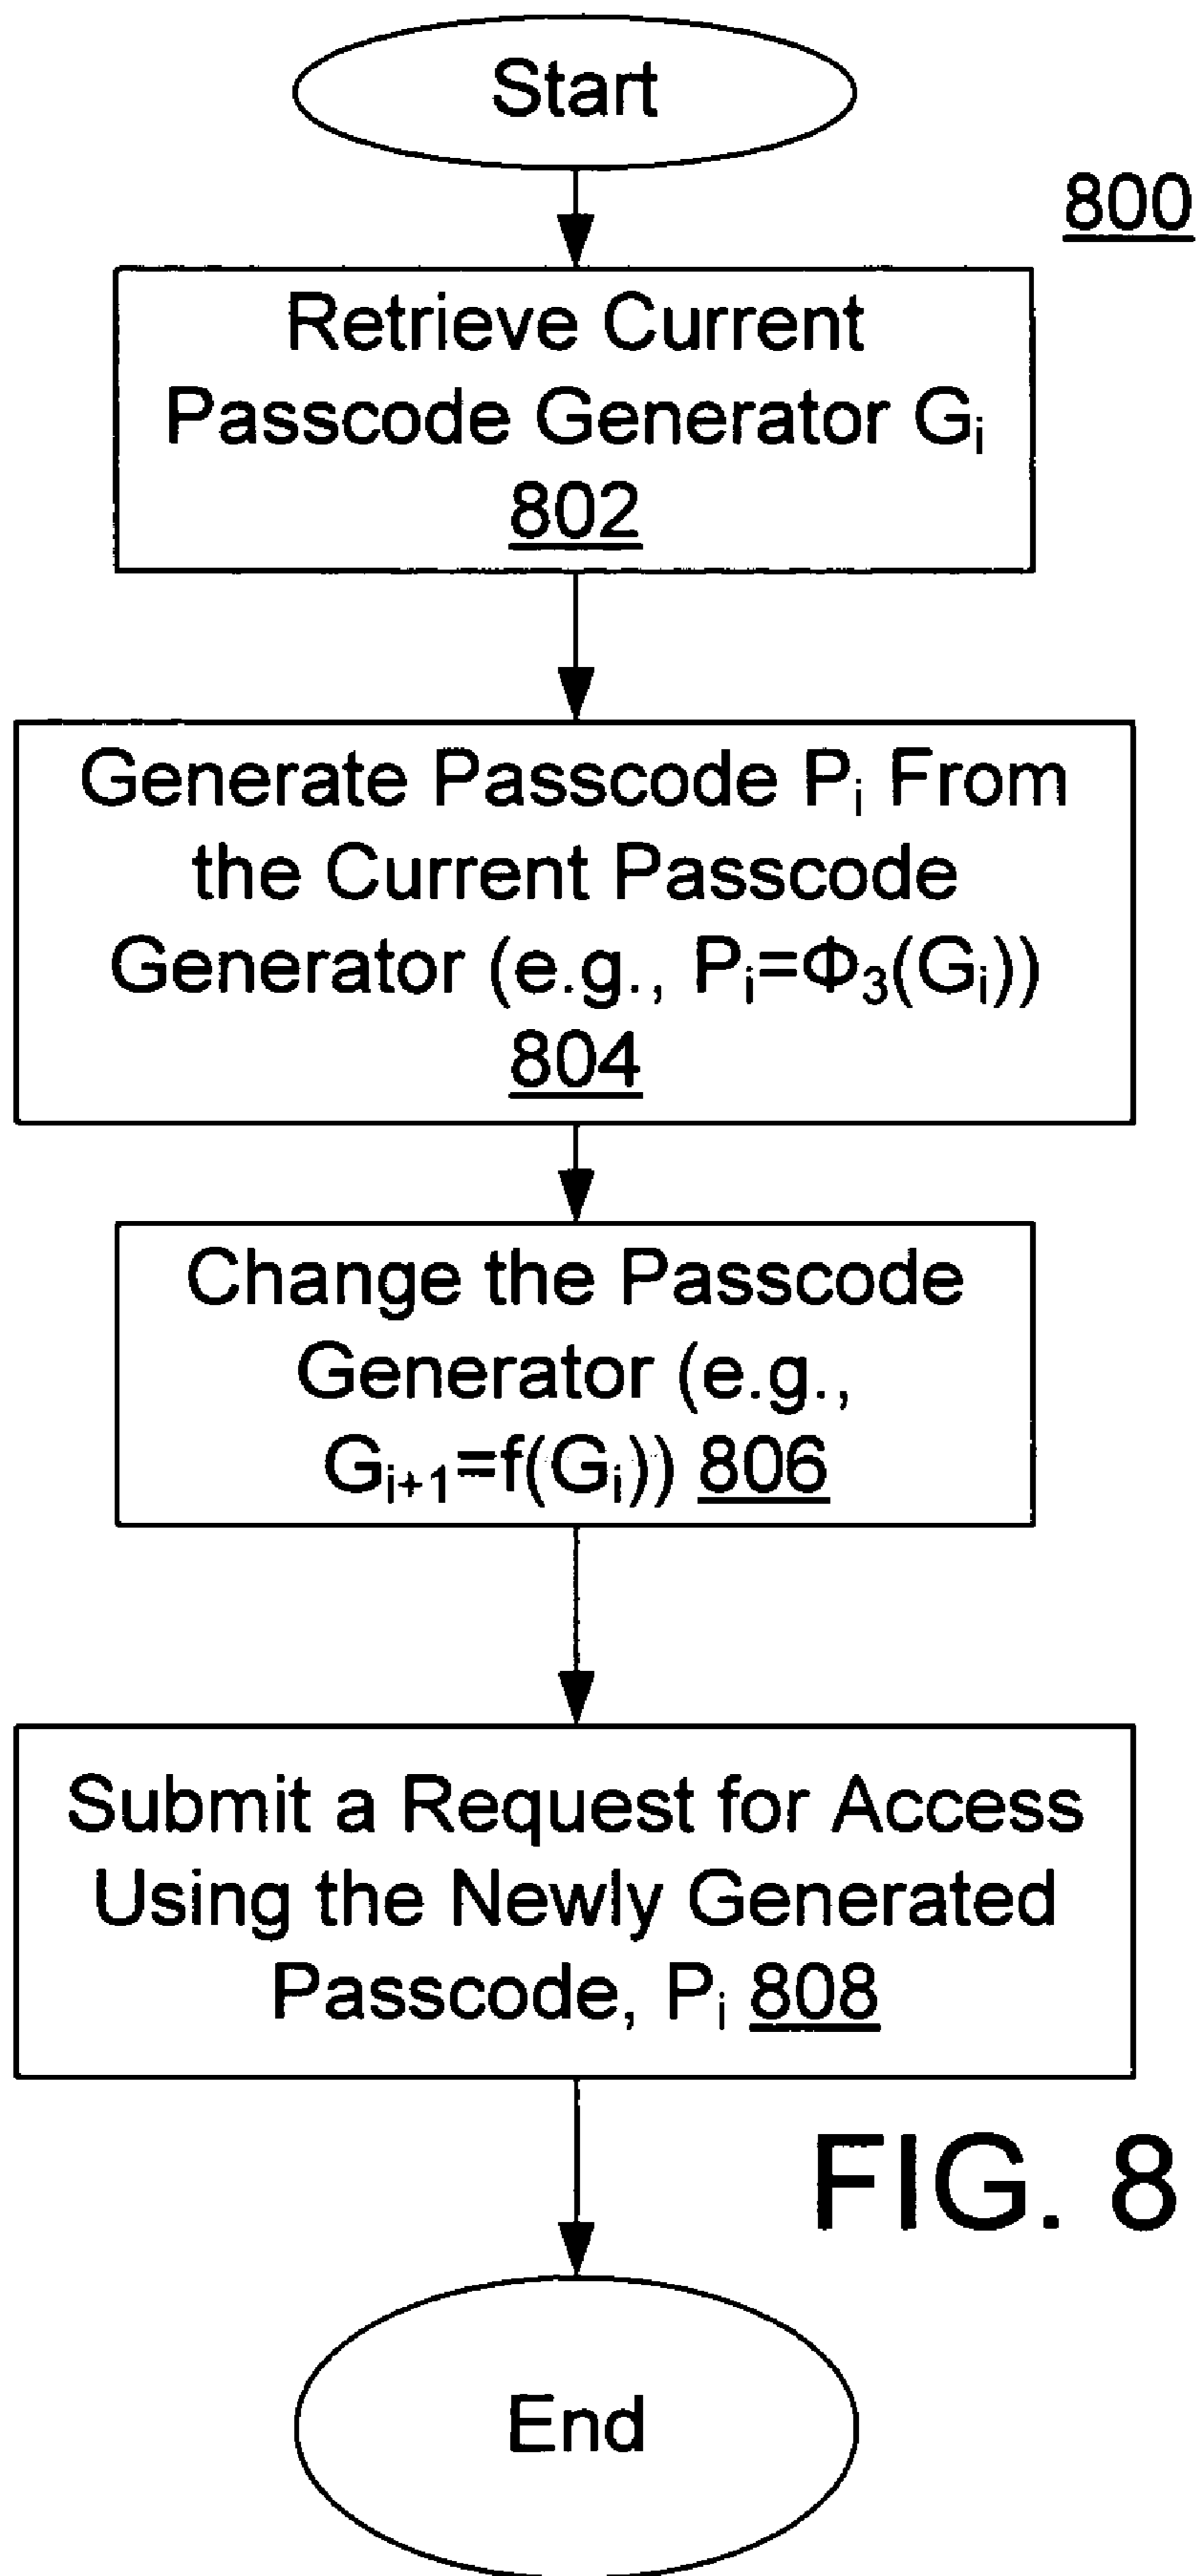 Start
800
Retrieve Current
Passcode Generator Gᵢ
802
Generate Passcode Pᵢ From
the Current Passcode
Generator (e.g., Pᵢ=Φ₃(Gᵢ))
804
Change the Passcode
Generator (e.g.,
Gᵢ₊₁=f(Gᵢ)) 806
Submit a Request for Access
Using the Newly Generated
Passcode, Pᵢ 808
FIG. 8
End